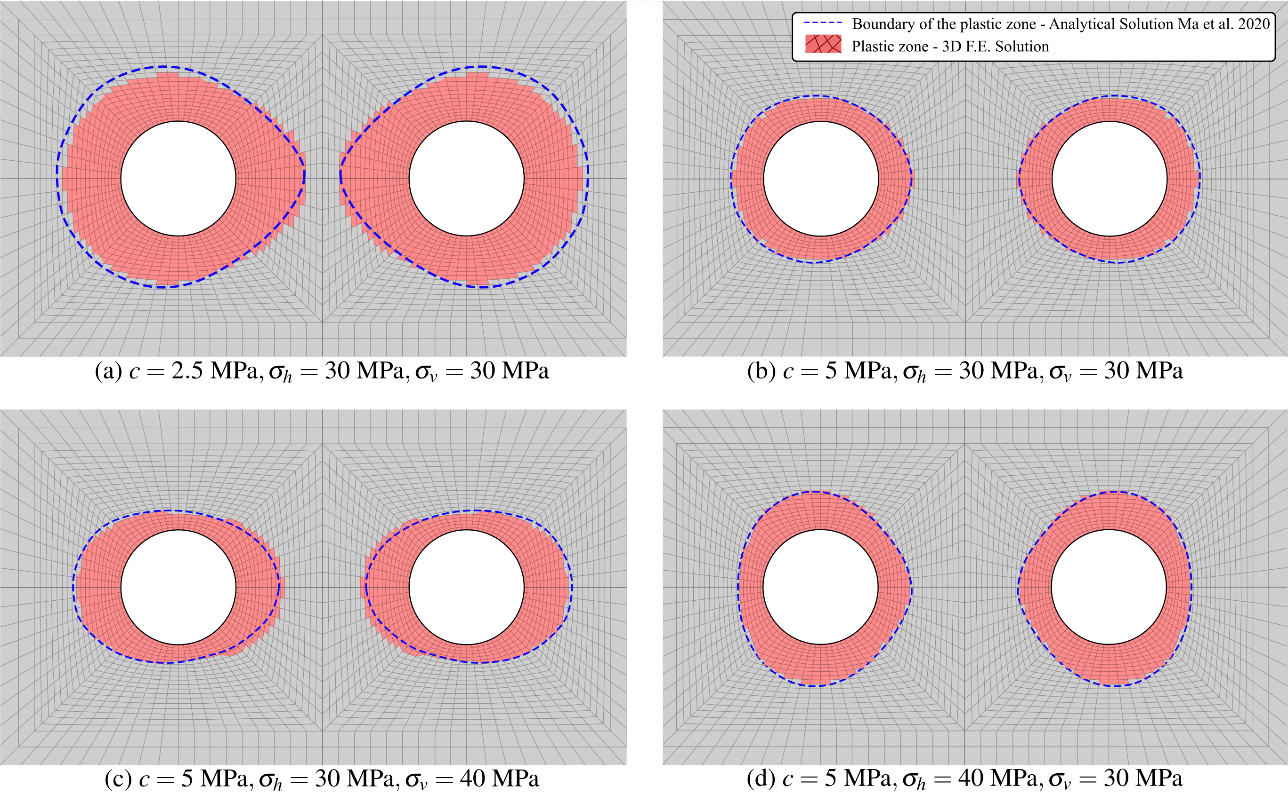 Boundary of the plastic zone - Analytical Solution Ma et al. 2020
Plastic zone - 3D F.E. Solution
(a) c = 2.5 MPa, σₕ = 30 MPa, σᵥ = 30 MPa
(b) c = 5 MPa, σₕ = 30 MPa, σᵥ = 30 MPa
(c) c = 5 MPa, σₕ = 30 MPa, σᵥ = 40 MPa
(d) c = 5 MPa, σₕ = 40 MPa, σᵥ = 30 MPa